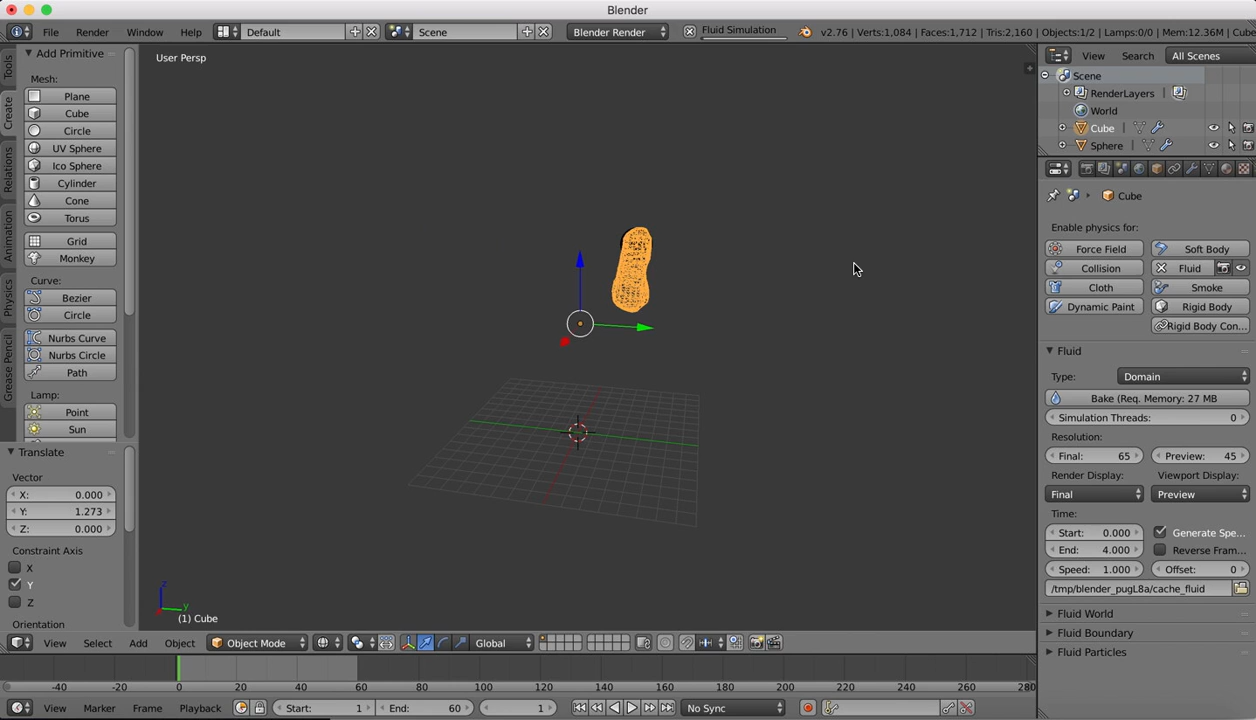 Blender
File Render Window Help Default Scene Blender Render Fluid Simulation v2.76 | Verts:1,084 | Faces:1,712 | Tris:2,160 | Objects:1/2 | Lamps:0/0 | Mem:12.36M | Cube
User Persp
Tools
Create
Relations
Animation
Physics
Grease Pencil
Add Primitive
Mesh:
Plane
Cube
Circle
UV Sphere
Ico Sphere
Cylinder
Cone
Torus
Grid
Monkey
Curve:
Bezier
Circle
Nurbs Curve
Nurbs Circle
Path
Lamp:
Point
Sun
Translate
Vector
X: 0.000
Y: 1.273
Z: 0.000
Constraint Axis
X
Y
Z
Orientation
z
y
(1) Cube
View Search All Scenes
Scene
RenderLayers
World
Cube
Sphere
Cube
Enable physics for:
Force Field Soft Body
Collision Fluid
Cloth Smoke
Dynamic Paint Rigid Body
Rigid Body Con...
Fluid
Type: Domain
Bake (Req. Memory: 27 MB
Simulation Threads: 0
Resolution:
Final: 65 Preview: 45
Render Display: Viewport Display:
Final Preview
Time:
Start: 0.000 Generate Spe...
End: 4.000 Reverse Fram...
Speed: 1.000 Offset: 0
/tmp/blender_pugL8a/cache_fluid
Fluid World
Fluid Boundary
Fluid Particles
View Select Add Object Object Mode Global
-40 -20 0 20 40 60 80 100 120 140 160 180 200 220 240 260 280
View Marker Frame Playback Start: 1 End: 60 1 No Sync